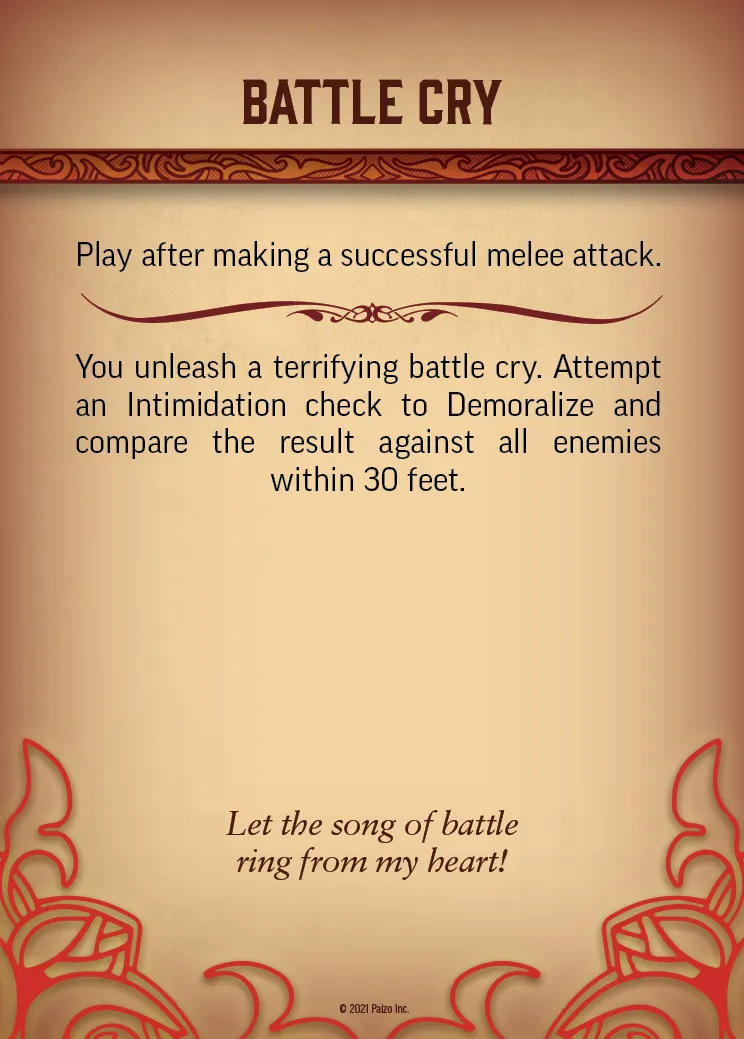 BATTLE CRY
Play after making a successful melee attack.
You unleash a terrifying battle cry. Attempt
an Intimidation check to Demoralize and
compare the result against all enemies
within 30 feet.
Let the song of battle
ring from my heart!
© 2021 Paizo Inc.